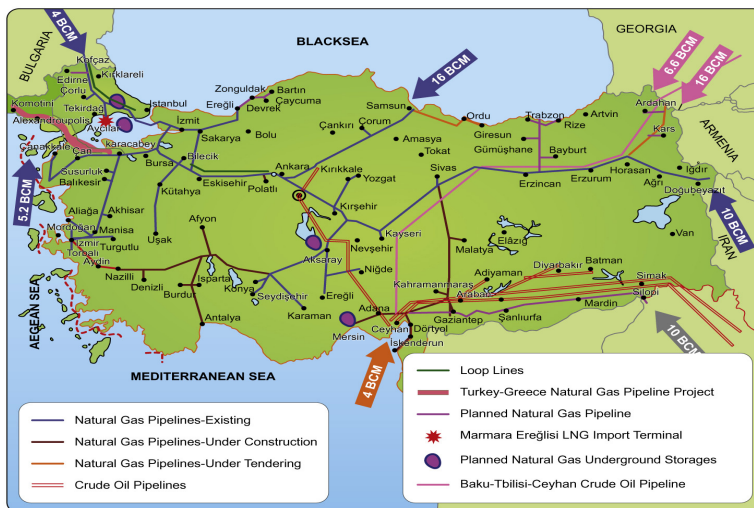 BULGARIA
BLACKSEA
GEORGIA
ARMENIA
IRAN
AEGEAN SEA
MEDITERRANEAN SEA
14 BCM
16 BCM
6.6 BCM
16 BCM
5.2 BCM
10 BCM
4 BCM
10 BCM
Kofçaz
Kırklareli
Edirne
Çorlu
Komotini
Tekirdağ
Alexandroupolis
Avcılar
İstanbul
İzmit
Zonguldak
Bartın
Ereğli
Devrek
Çaycuma
Sakarya
Bolu
Çankırı
Çorum
Samsun
Amasya
Tokat
Ordu
Giresun
Trabzon
Rize
Artvin
Ardahan
Kars
Gümüşhane
Bayburt
Çanakkale
Çan
karacabey
Bursa
Bilecik
Susurluk
Balıkesir
Kütahya
Eskisehir
Polatlı
Ankara
Kırıkkale
Yozgat
Sivas
Erzincan
Erzurum
Horasan
Iğdır
Ağrı
Doğubeyazıt
Aliağa
Akhisar
Mordoğan
Manisa
İzmir
Turgutlu
Torbalı
Aydin
Uşak
Afyon
Kırşehir
Kayseri
Nevşehir
Aksaray
Malatya
Elâzığ
Van
Nazilli
Denizli
Burdur
Isparta
Konya
Seydişehir
Niğde
Ereğli
Karaman
Kahramanmaraş
Adiyaman
Diyarbakır
Batman
Şirnak
Silopi
Antalya
Mersin
Adana
Ceyhan
Dörtyol
İskenderun
Gaziantep
Şanlıurfa
Mardin
Natural Gas Pipelines-Existing
Natural Gas Pipelines-Under Construction
Natural Gas Pipelines-Under Tendering
Crude Oil Pipelines
Loop Lines
Turkey-Greece Natural Gas Pipeline Project
Planned Natural Gas Pipeline
Marmara Ereğlisi LNG Import Terminal
Planned Natural Gas Underground Storages
Baku-Tbilisi-Ceyhan Crude Oil Pipeline